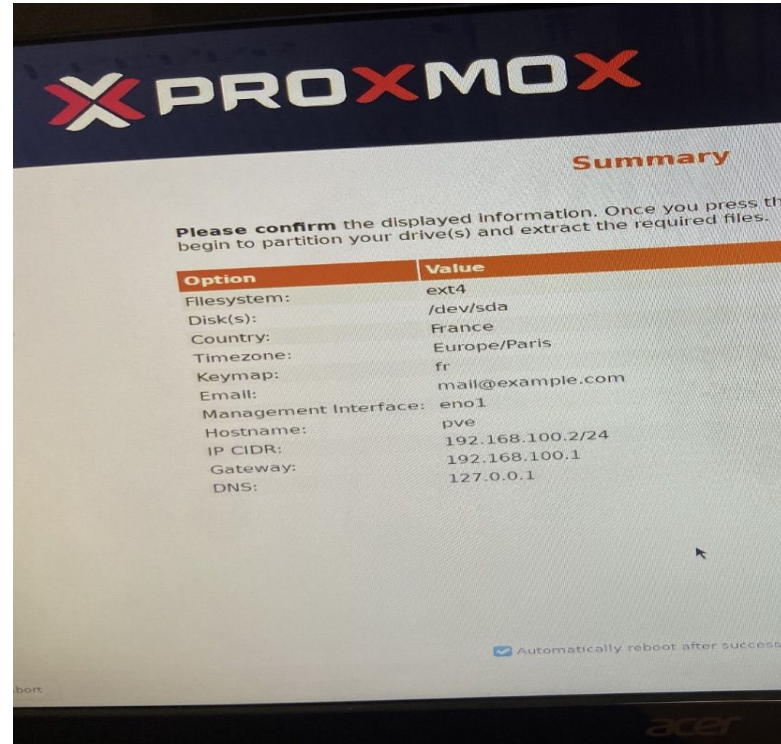 PROXMOX
Summary
Please confirm the displayed information. Once you press
begin to partition your drive(s) and extract the required files.
Option Value
Filesystem: ext4
Disk(s): /dev/sda
Country: France
Timezone: Europe/Paris
Keymap: fr
Email: mail@example.com
Management Interface: eno1
Hostname: pve
IP CIDR: 192.168.100.2/24
Gateway: 192.168.100.1
DNS: 127.0.0.1
Automatically reboot after success
bort
acer